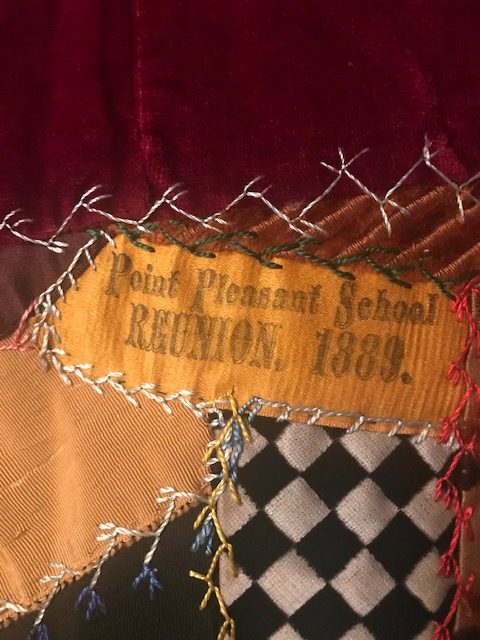 Point Pleasant School
REUNION, 1889.